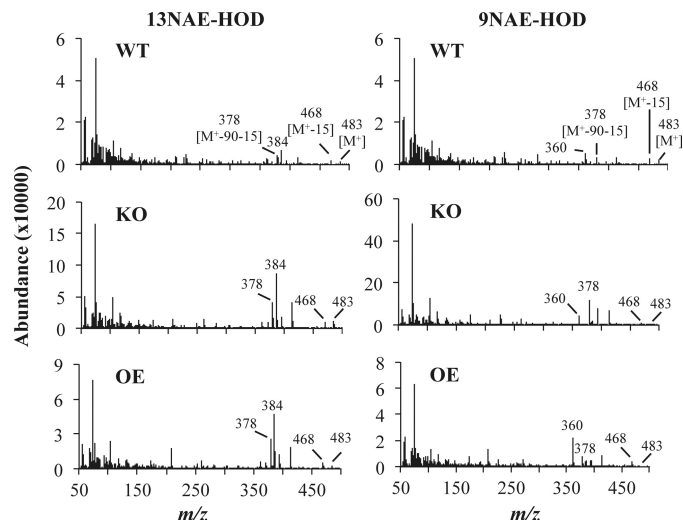 13NAE-HOD
9NAE-HOD
Abundance (x10000)
WT
6
4
2
0
378
[M⁺-90-15]
384
468
[M⁺-15]
483
[M⁺]
WT
6
4
2
0
360
378
[M⁺-90-15]
468
[M⁺-15]
483
[M⁺]
KO
20
15
10
5
0
378
384
468
483
KO
60
40
20
0
360
378
468
483
OE
9
6
3
0
378
384
468
483
50 150 250 350 450
m/z
OE
8
6
4
2
0
360
378
468
483
50 150 250 350 450
m/z